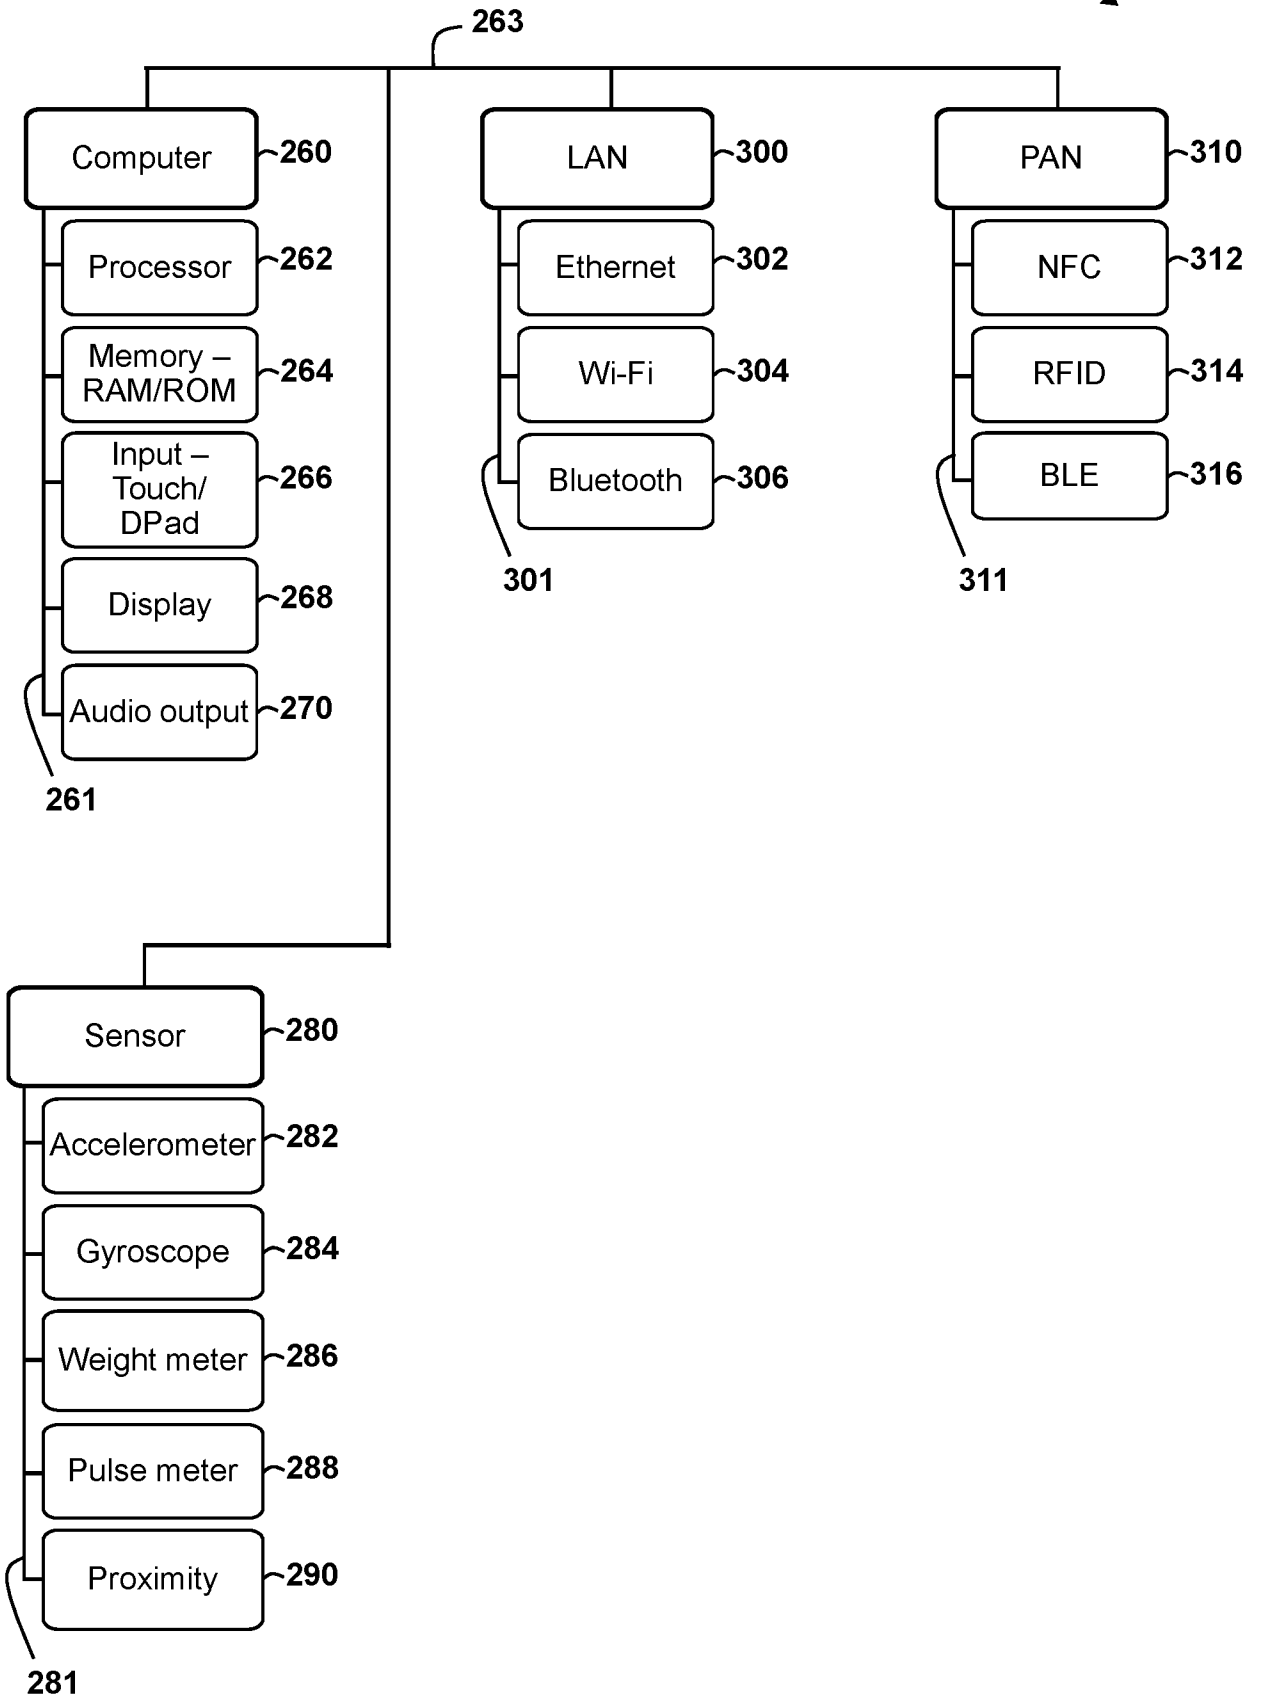 263
Computer
260
Processor
262
Memory –
RAM/ROM
264
Input –
Touch/
DPad
266
Display
268
Audio output
270
261
LAN
300
Ethernet
302
Wi-Fi
304
Bluetooth
306
301
PAN
310
NFC
312
RFID
314
BLE
316
311
Sensor
280
Accelerometer
282
Gyroscope
284
Weight meter
286
Pulse meter
288
Proximity
290
281